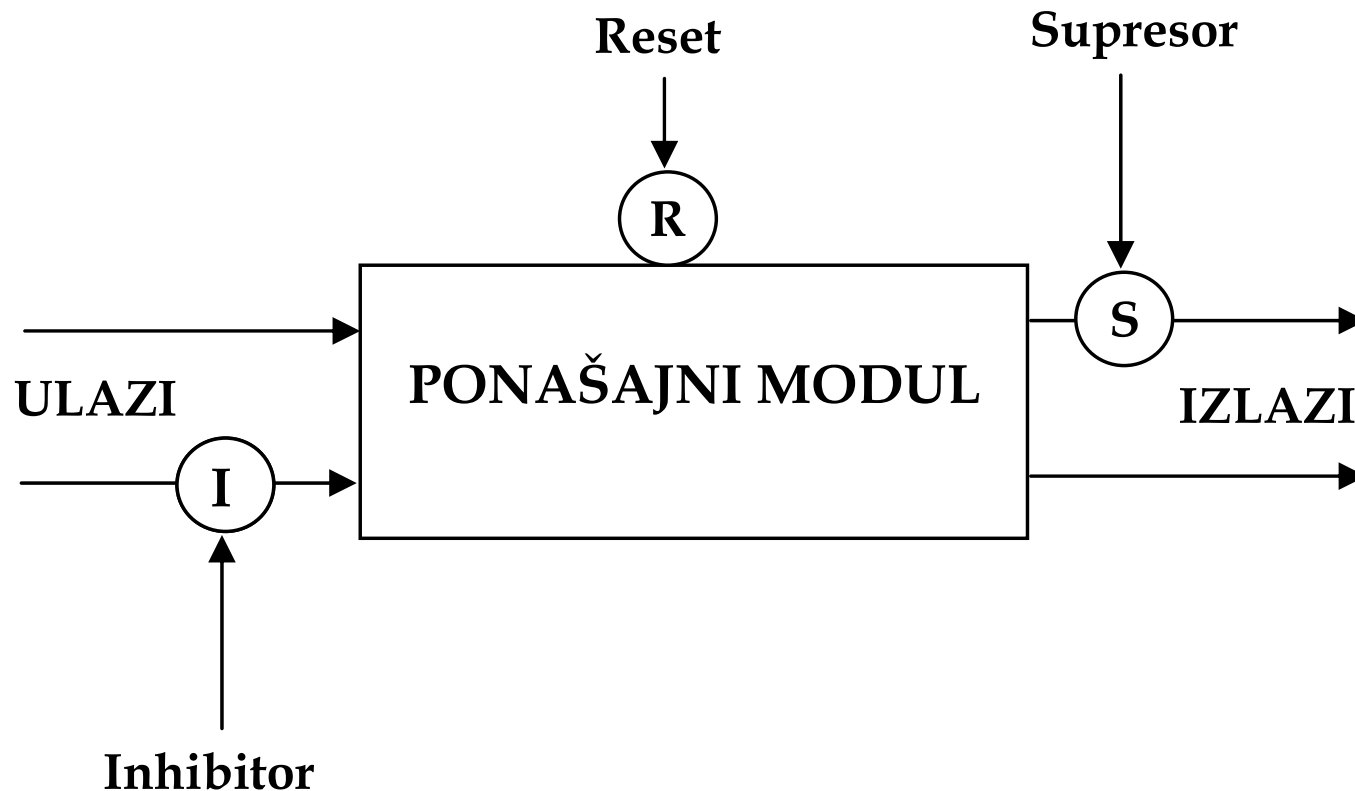 Reset
Supresor
R
S
PONAŠAJNI MODUL
ULAZI
IZLAZI
I
Inhibitor